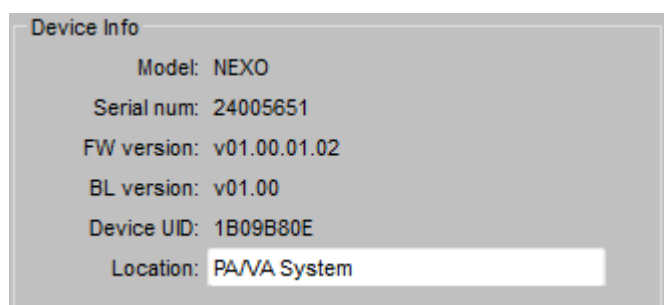 Device Info
Model: NEXO
Serial num: 24005651
FW version: v01.00.01.02
BL version: v01.00
Device UID: 1B09B80E
Location: PA/VA System